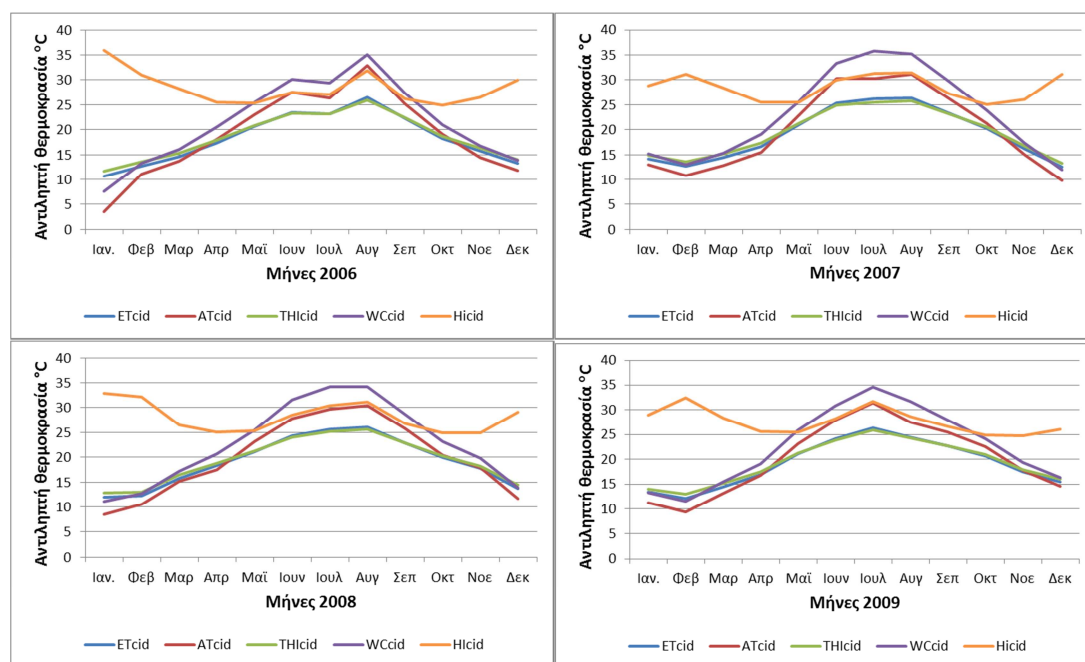 Αντιληπτή θερμοκρασία °C
40
35
30
25
20
15
10
5
0
Ιαν. Φεβ Μαρ Απρ Μαϊ Ιουν Ιουλ Αυγ Σεπ Οκτ Νοε Δεκ
Μήνες 2006
ETcid ATcid THIcid WCcid Hicid
Αντιληπτή θερμοκρασία °C
40
35
30
25
20
15
10
5
0
Ιαν. Φεβ Μαρ Απρ Μαϊ Ιουν Ιουλ Αυγ Σεπ Οκτ Νοε Δεκ
Μήνες 2007
ETcid ATcid THIcid WCcid Hicid
Αντιληπτή θερμοκρασία °C
40
35
30
25
20
15
10
5
0
Ιαν. Φεβ Μαρ Απρ Μαϊ Ιουν Ιουλ Αυγ Σεπ Οκτ Νοε Δεκ
Μήνες 2008
ETcid ATcid THIcid WCcid HIcid
Αντιληπτή θερμοκρασία °C
40
35
30
25
20
15
10
5
0
Ιαν. Φεβ Μαρ Απρ Μαϊ Ιουν Ιουλ Αυγ Σεπ Οκτ Νοε Δεκ
Μήνες 2009
ETcid ATcid THIcid WCcid Hicid